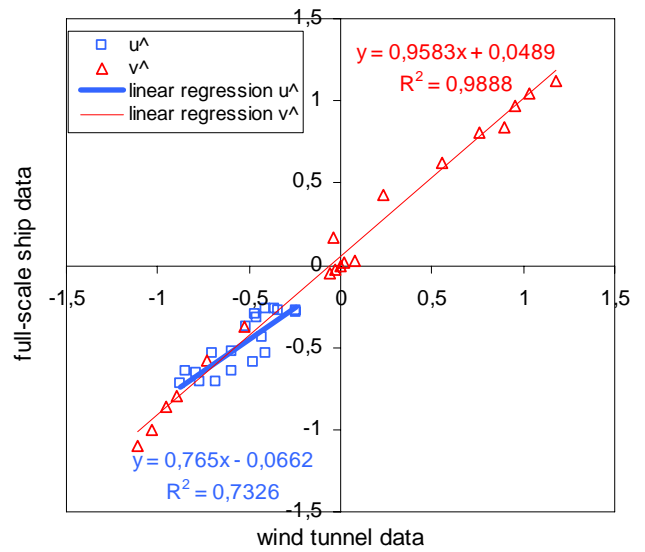 1,5
u^
v^
linear regression u^
linear regression v^
y = 0,9583x + 0,0489
R² = 0,9888
1
0,5
0
-1,5
-1
-0,5
0
0,5
1
1,5
-0,5
-1
-1,5
y = 0,765x - 0,0662
R² = 0,7326
full-scale ship data
wind tunnel data